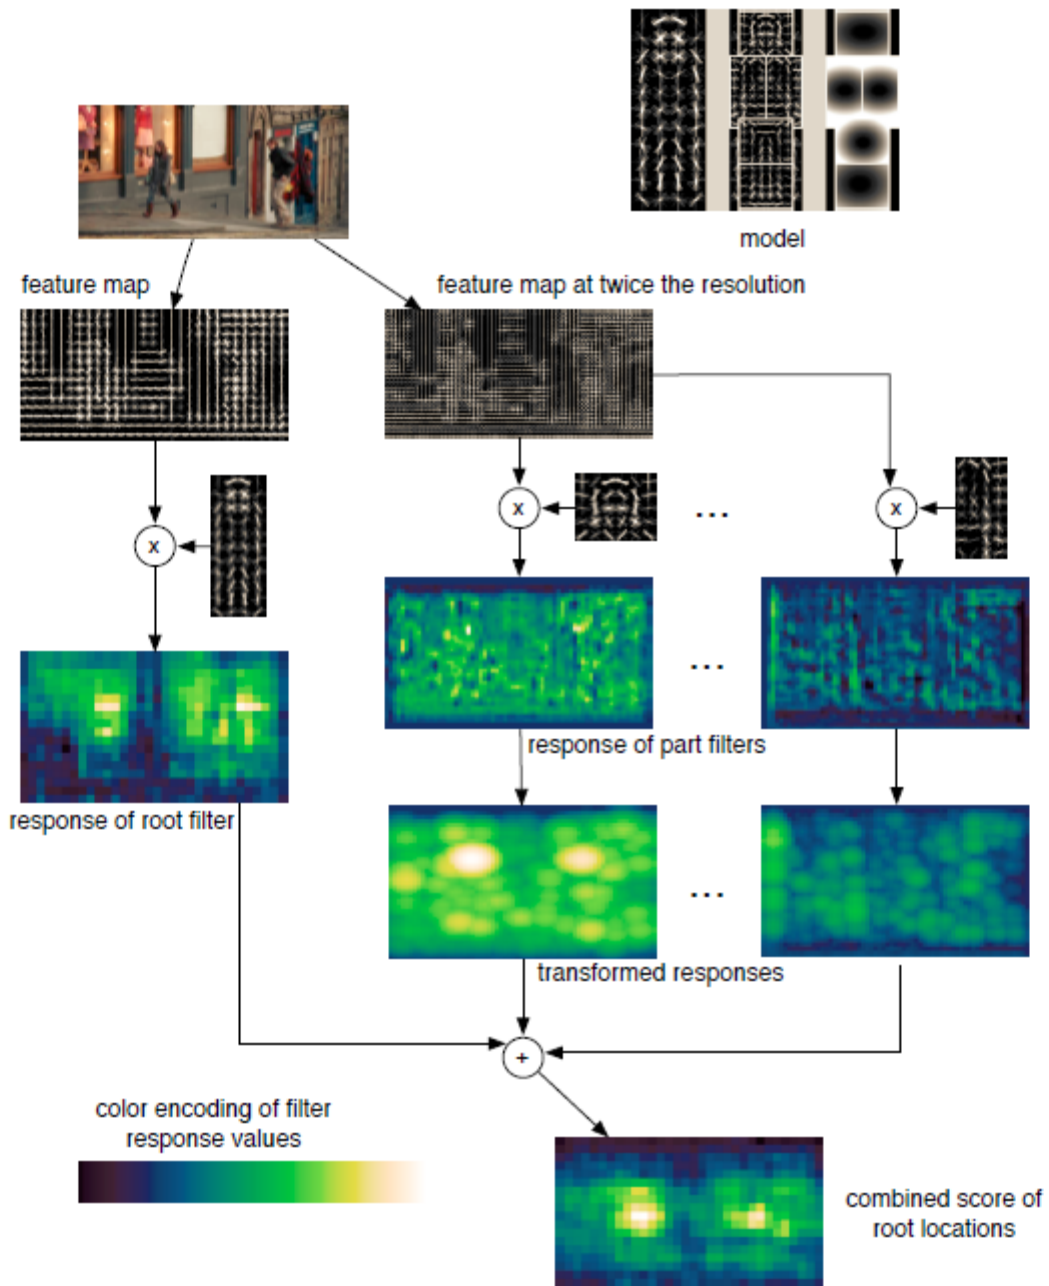 model
feature map
feature map at twice the resolution
x
x
...
x
...
response of part filters
response of root filter
...
transformed responses
+
color encoding of filter
response values
combined score of
root locations